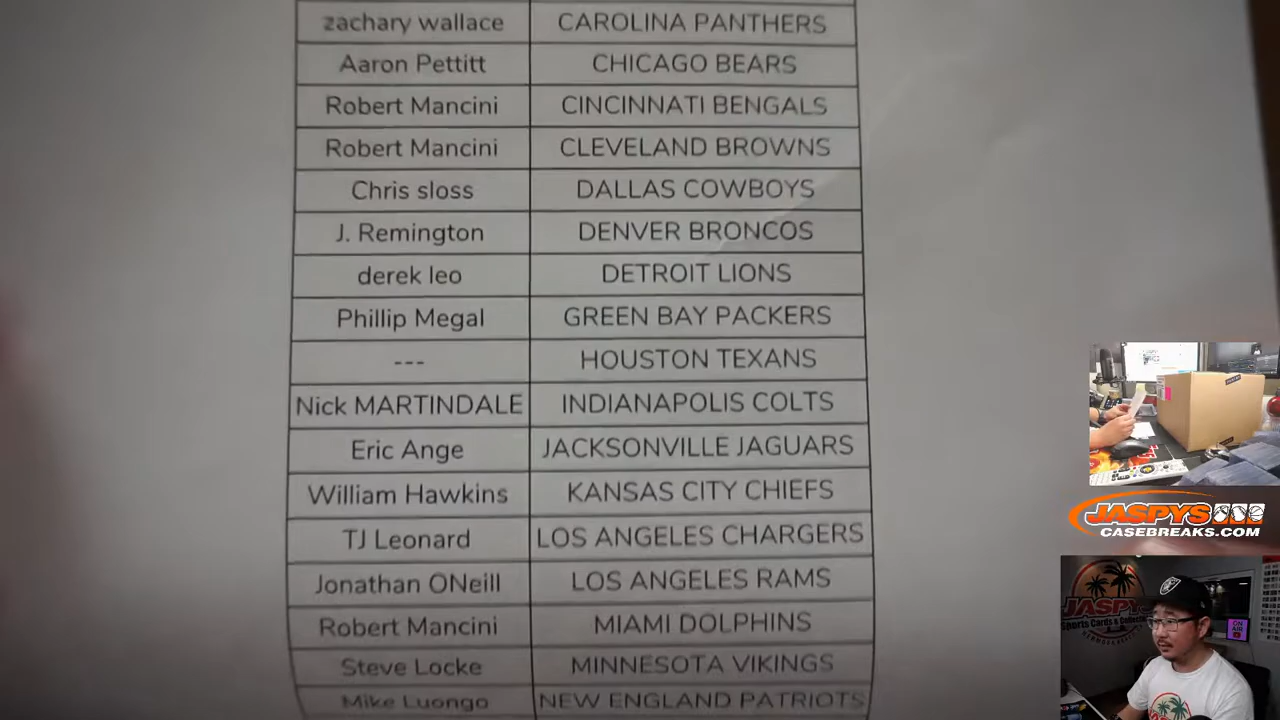 zachary wallace CAROLINA PANTHERS
Aaron Pettitt CHICAGO BEARS
Robert Mancini CINCINNATI BENGALS
Robert Mancini CLEVELAND BROWNS
Chris sloss DALLAS COWBOYS
J. Remington DENVER BRONCOS
derek leo DETROIT LIONS
Phillip Megal GREEN BAY PACKERS
--- HOUSTON TEXANS
Nick MARTINDALE INDIANAPOLIS COLTS
Eric Ange JACKSONVILLE JAGUARS
William Hawkins KANSAS CITY CHIEFS
TJ Leonard LOS ANGELES CHARGERS
Jonathan ONeill LOS ANGELES RAMS
Robert Mancini MIAMI DOLPHINS
Steve Locke MINNESOTA VIKINGS
Mike Luongo NEW ENGLAND PATRIOTS
JASPYS
CASEBREAKS.COM
JASPYS
ON AIR